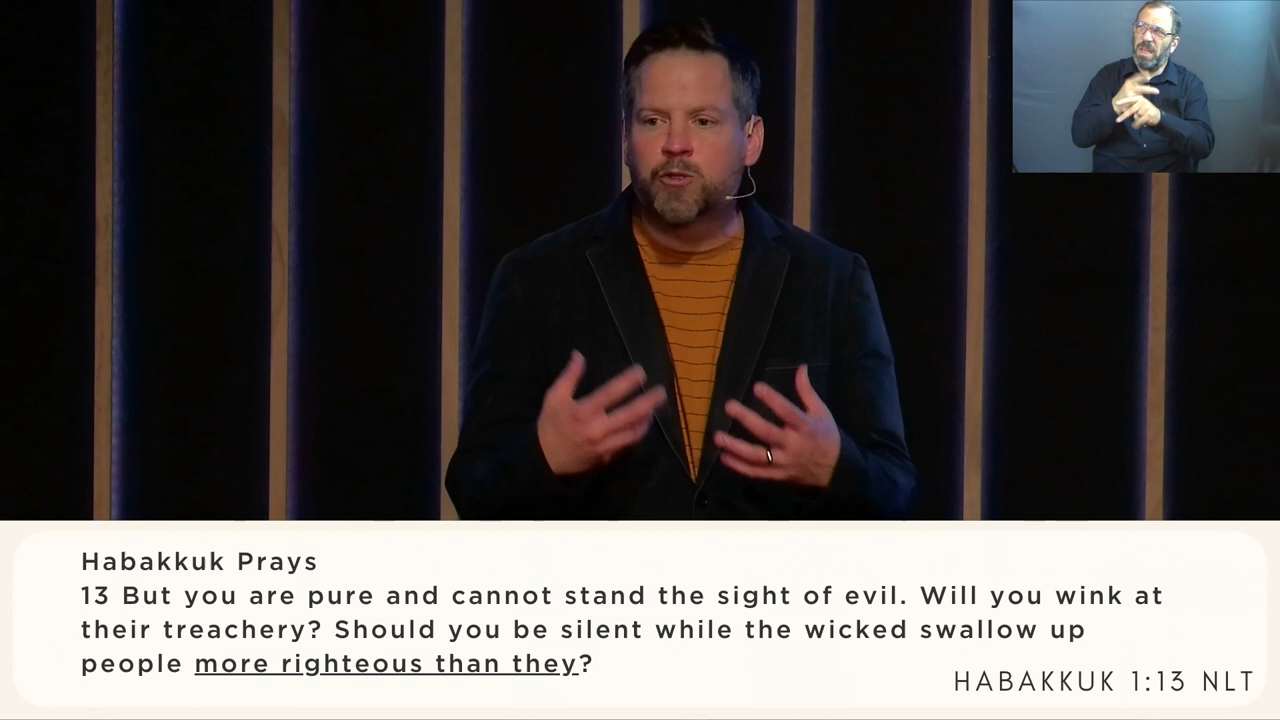 Habakkuk Prays
13 But you are pure and cannot stand the sight of evil. Will you wink at
their treachery? Should you be silent while the wicked swallow up
people more righteous than they?
HABAKKUK 1:13 NLT